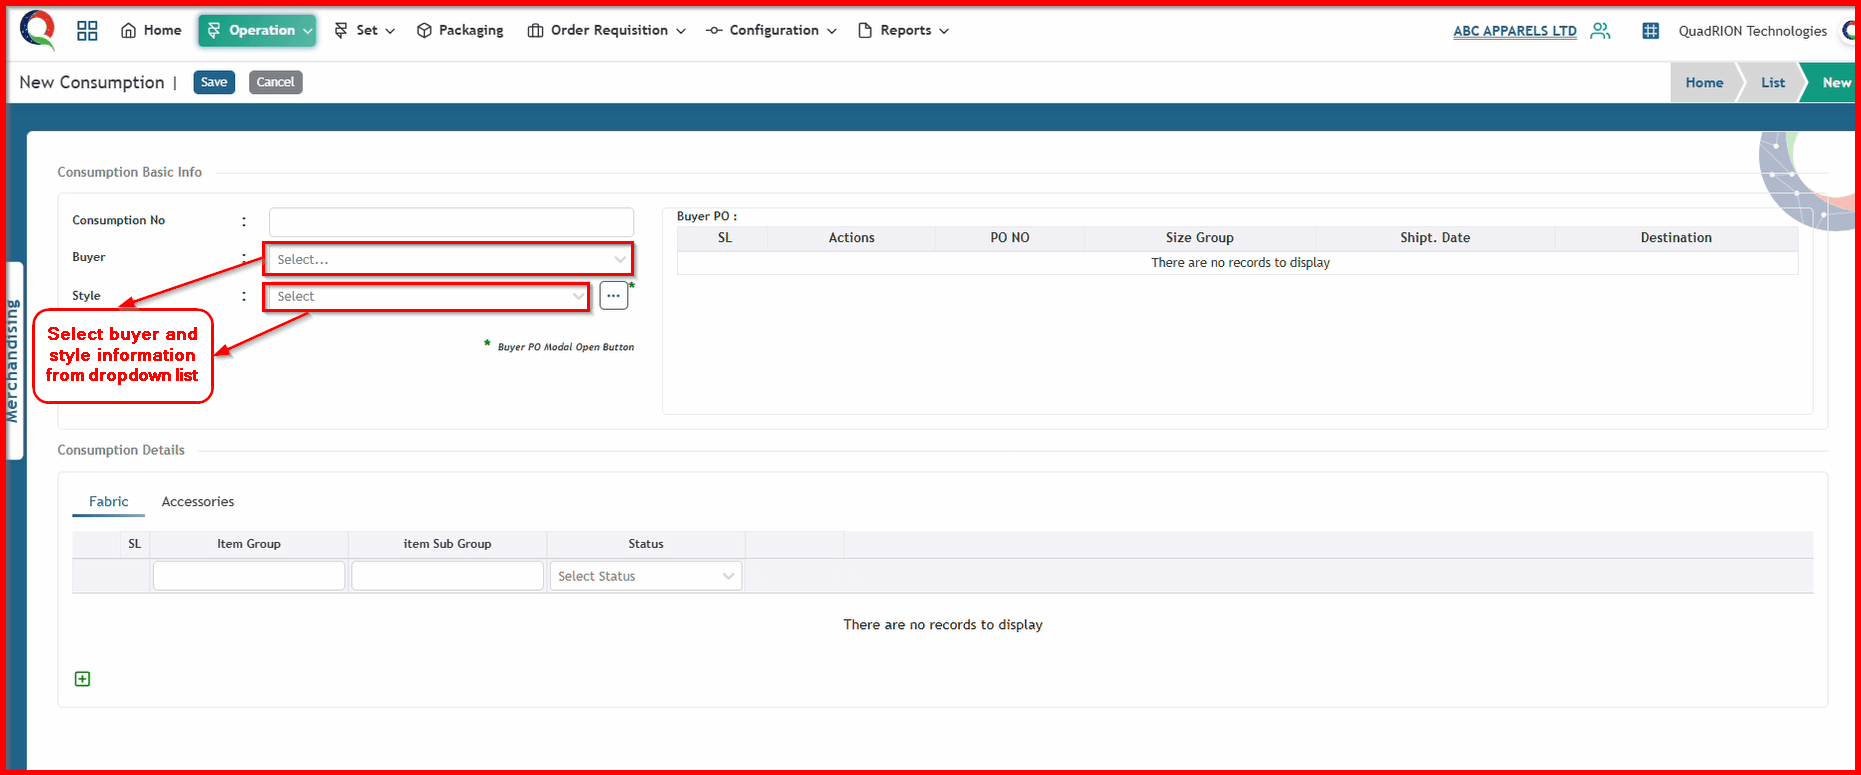 Home Operation Set Packaging Order Requisition Configuration Reports ABC APPARELS LTD QuadRION Technologies
New Consumption | Save Cancel Home List New
Consumption Basic Info
Consumption No :
Buyer : Select...
Style : Select ... *
* Buyer PO Modal Open Button
Buyer PO :
SL Actions PO NO Size Group Shipt. Date Destination
There are no records to display
Merchandising
Select buyer and
style information
from dropdown list
Consumption Details
Fabric Accessories
SL Item Group item Sub Group Status
Select Status
There are no records to display